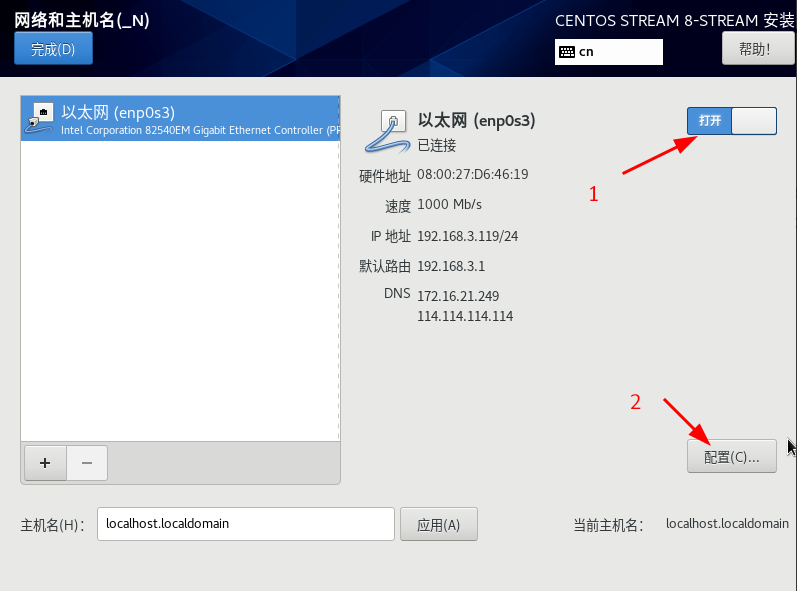 网络和主机名(_N)
CENTOS STREAM 8-STREAM 安装
完成(D)
cn
帮助!
以太网 (enp0s3)
Intel Corporation 82540EM Gigabit Ethernet Controller (PR
以太网 (enp0s3)
已连接
打开
1
硬件地址 08:00:27:D6:46:19
速度 1000 Mb/s
IP 地址 192.168.3.119/24
默认路由 192.168.3.1
DNS 172.16.21.249
114.114.114.114
2
配置(C)...
+ −
主机名(H)： localhost.localdomain 应用(A) 当前主机名： localhost.localdomain